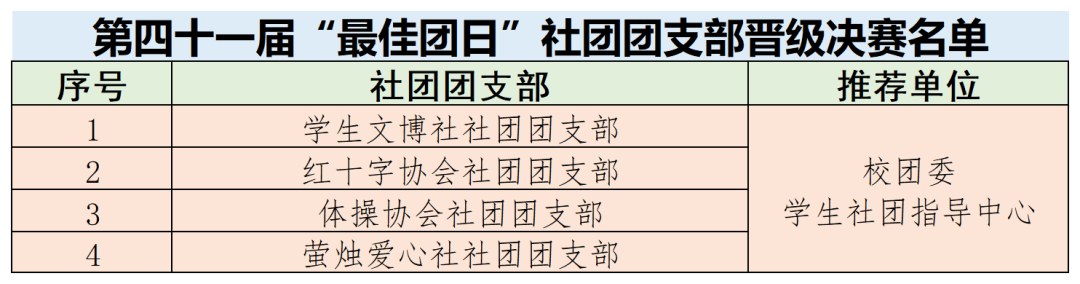 第四十一届“最佳团日”社团团支部晋级决赛名单
序号 社团团支部 推荐单位
1 学生文博社社团团支部
2 红十字协会社团团支部
3 体操协会社团团支部
4 萤烛爱心社社团团支部
校团委
学生社团指导中心